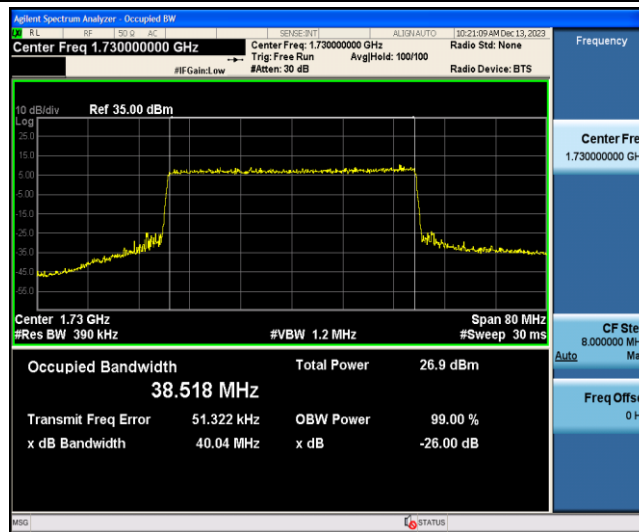 Agilent Spectrum Analyzer - Occupied BW
RL RF 50 Ω AC SENSE:INT ALIGNAUTO 10:21:09 AM Dec 13, 2023
Center Freq 1.730000000 GHz Center Freq: 1.730000000 GHz Radio Std: None
Trig: Free Run Avg|Hold: 100/100
#IFGain:Low #Atten: 30 dB Radio Device: BTS
Frequency
10 dB/div Ref 35.00 dBm
Log
25.0
15.0
5.00
-5.00
-15.0
-25.0
-35.0
-45.0
-55.0
Center 1.73 GHz Span 80 MHz
#Res BW 390 kHz #VBW 1.2 MHz #Sweep 30 ms
Occupied Bandwidth Total Power 26.9 dBm
38.518 MHz
Transmit Freq Error 51.322 kHz OBW Power 99.00 %
x dB Bandwidth 40.04 MHz x dB -26.00 dB
Center Fre
1.730000000 GH
CF Ste
8.000000 MH
Auto Ma
Freq Offse
0 H
MSG STATUS